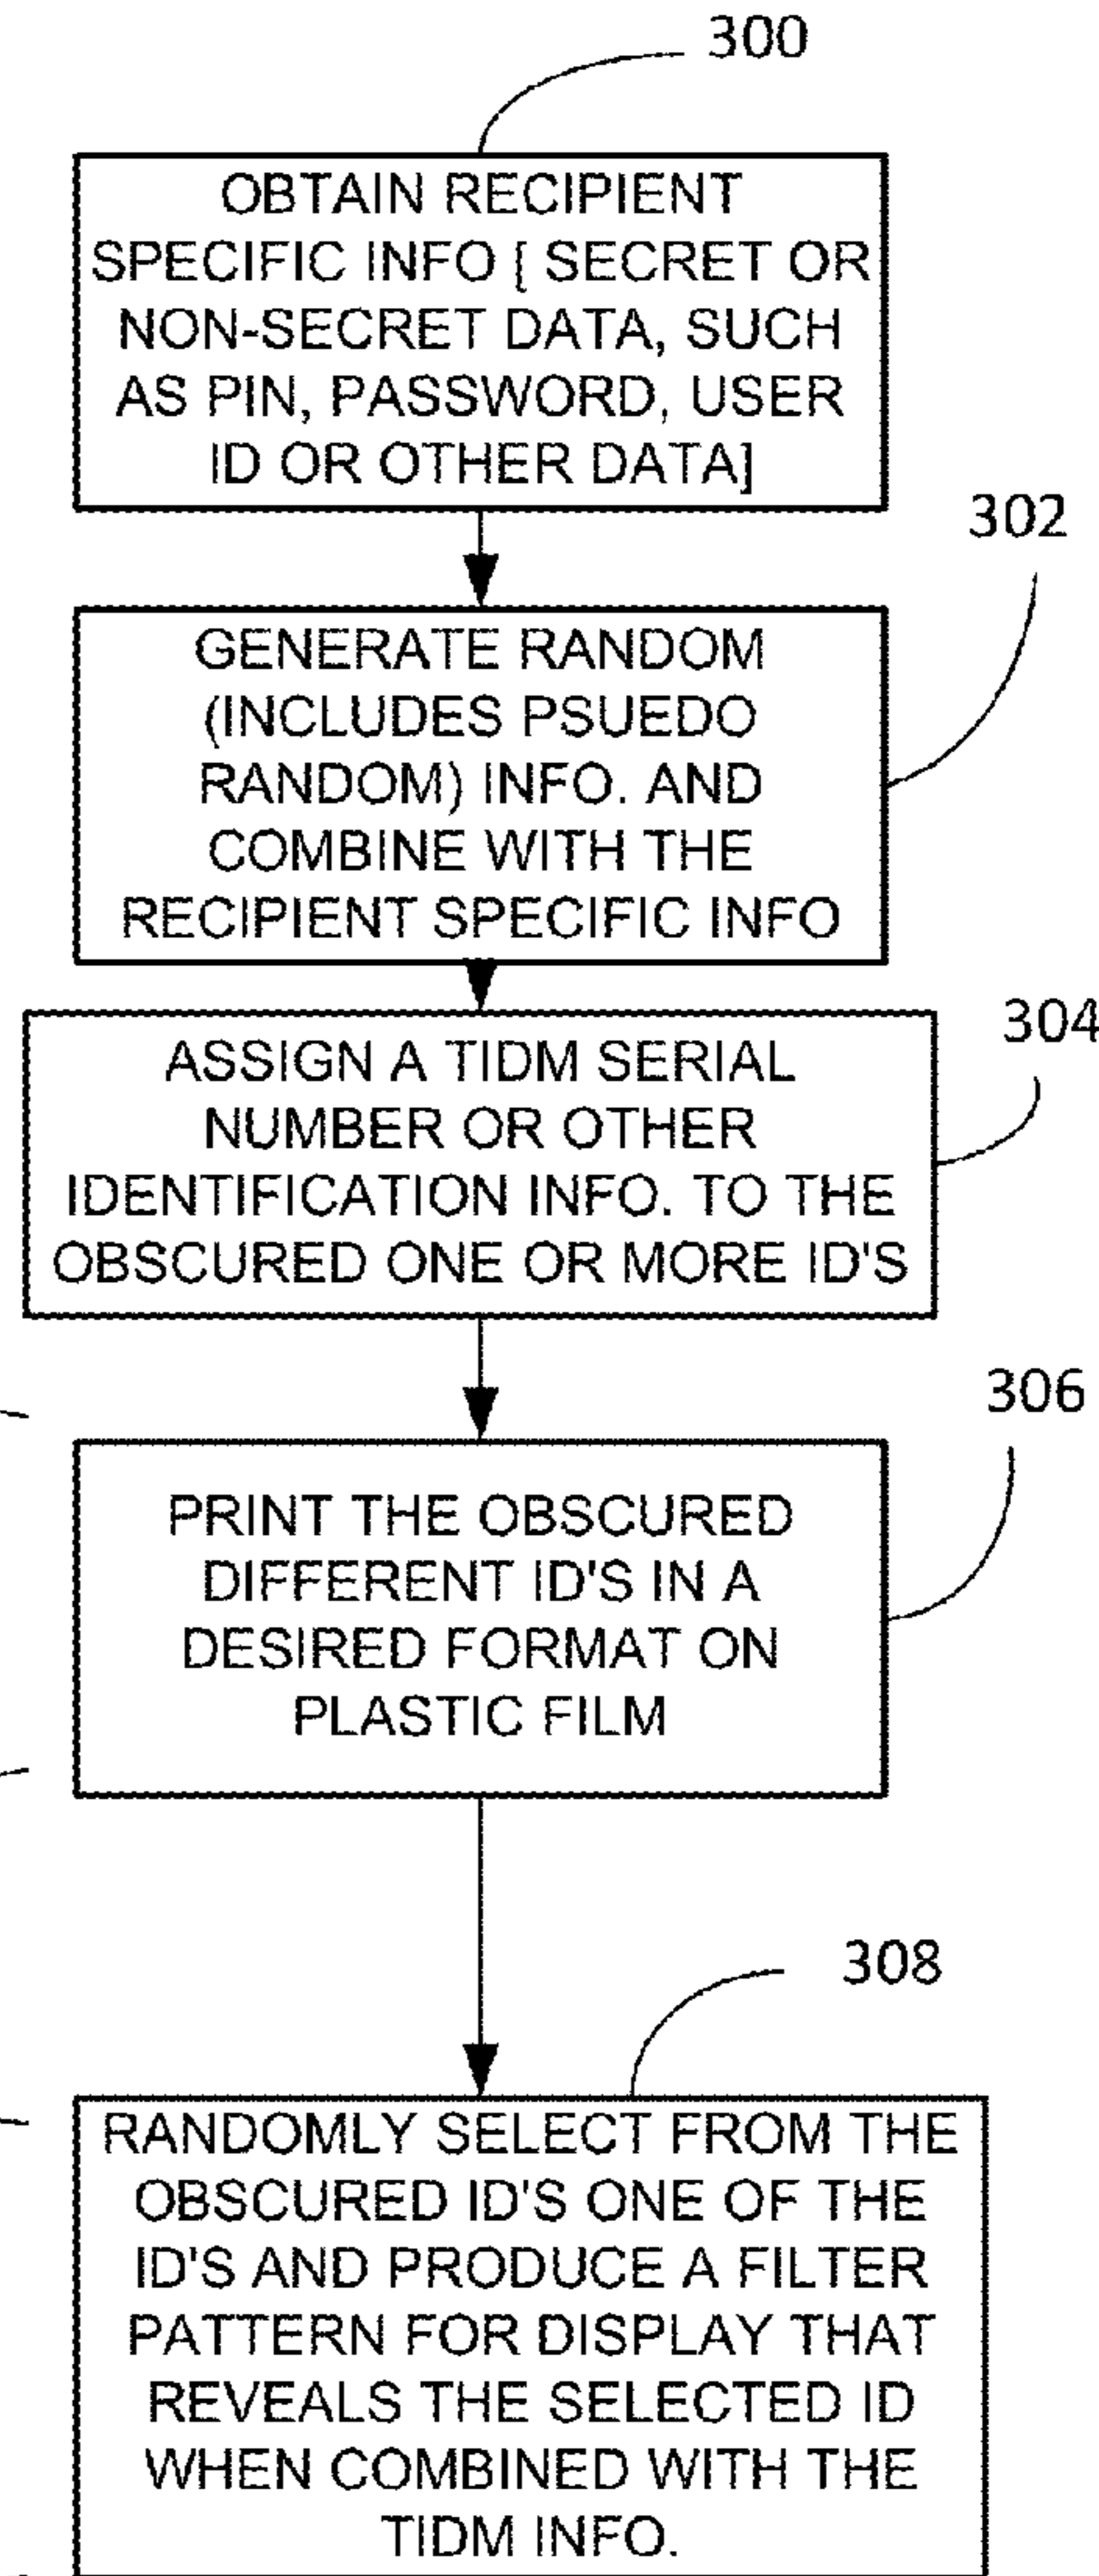 300
OBTAIN RECIPIENT
SPECIFIC INFO [ SECRET OR
NON-SECRET DATA, SUCH
AS PIN, PASSWORD, USER
ID OR OTHER DATA]
302
GENERATE RANDOM
(INCLUDES PSUEDO
RANDOM) INFO. AND
COMBINE WITH THE
RECIPIENT SPECIFIC INFO
304
ASSIGN A TIDM SERIAL
NUMBER OR OTHER
IDENTIFICATION INFO. TO THE
OBSCURED ONE OR MORE ID'S
306
PRINT THE OBSCURED
DIFFERENT ID'S IN A
DESIRED FORMAT ON
PLASTIC FILM
308
RANDOMLY SELECT FROM THE
OBSCURED ID'S ONE OF THE
ID'S AND PRODUCE A FILTER
PATTERN FOR DISPLAY THAT
REVEALS THE SELECTED ID
WHEN COMBINED WITH THE
TIDM INFO.